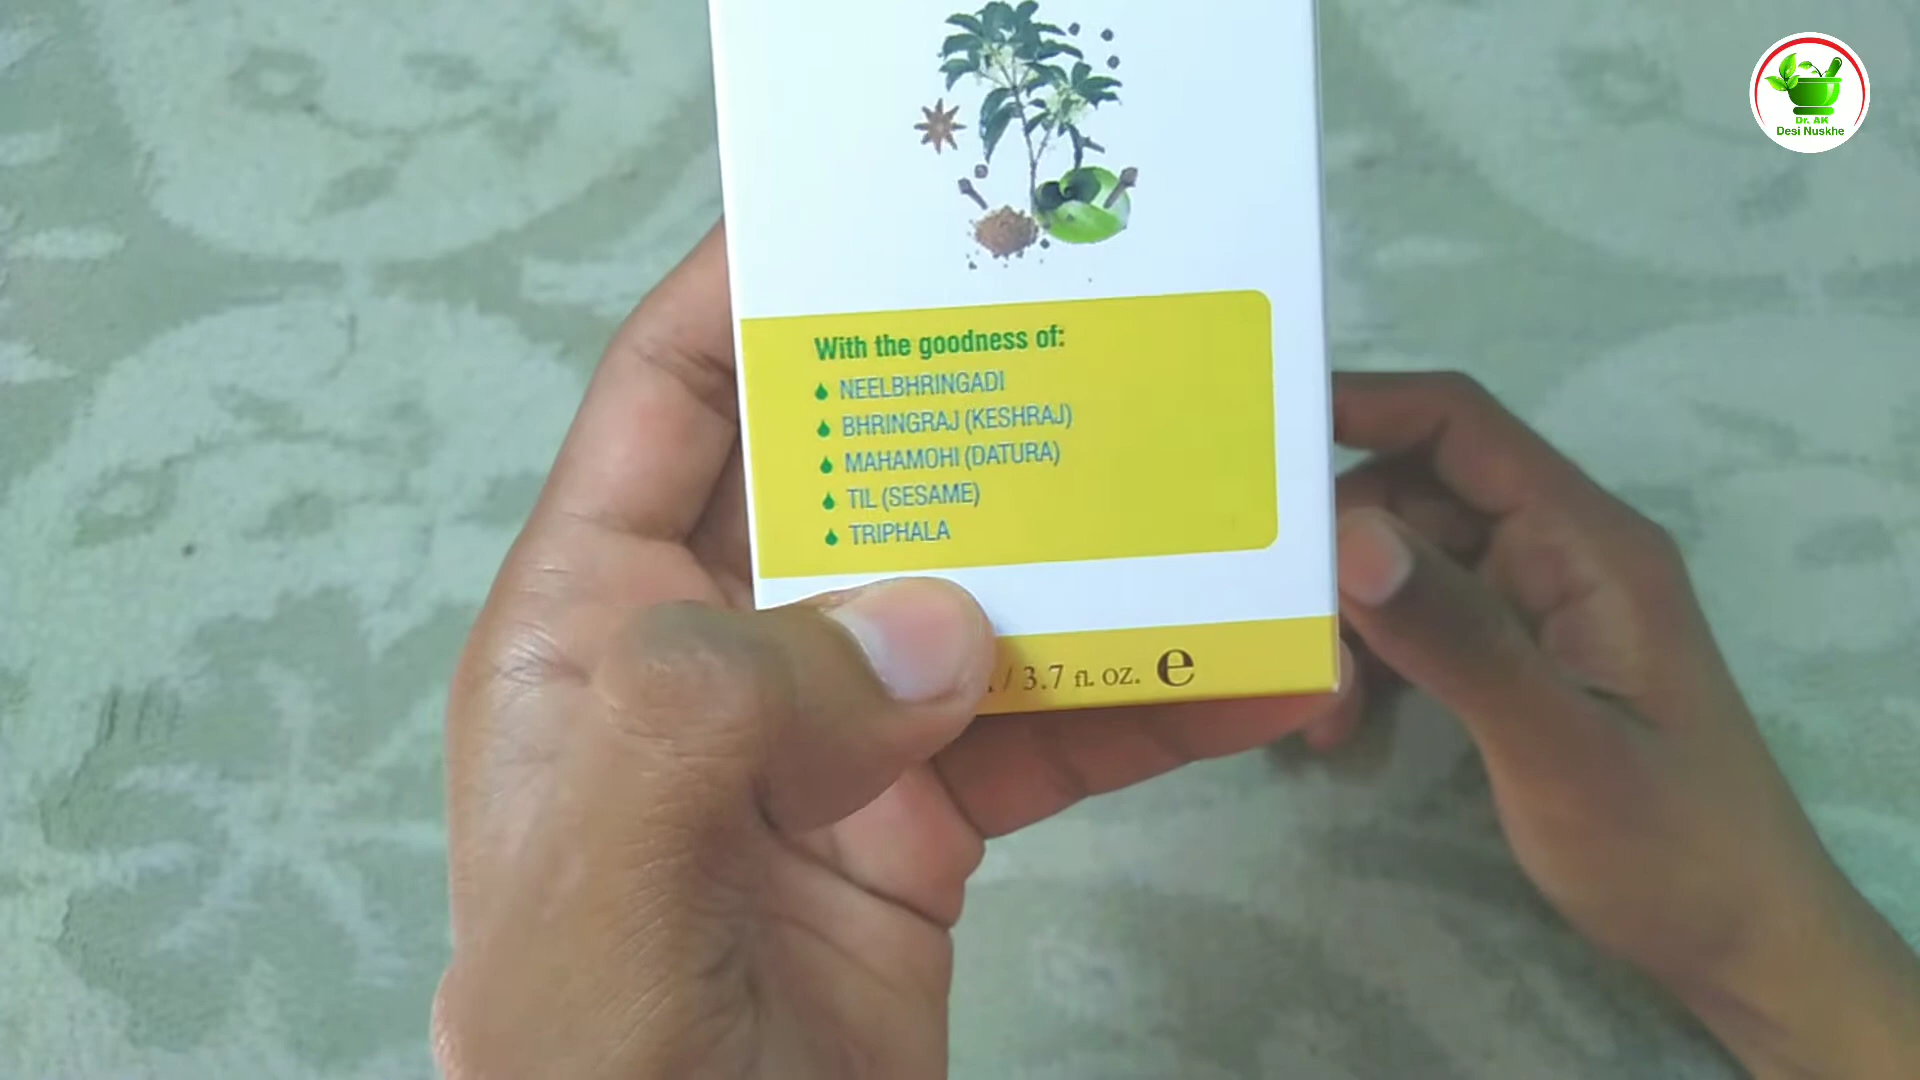 Dr. AK
Desi Nuskhe
With the goodness of:
NEELBHRINGADI
BHRINGRAJ (KESHRAJ)
MAHAMOHI (DATURA)
TIL (SESAME)
TRIPHALA
/ 3.7 fl. OZ. e